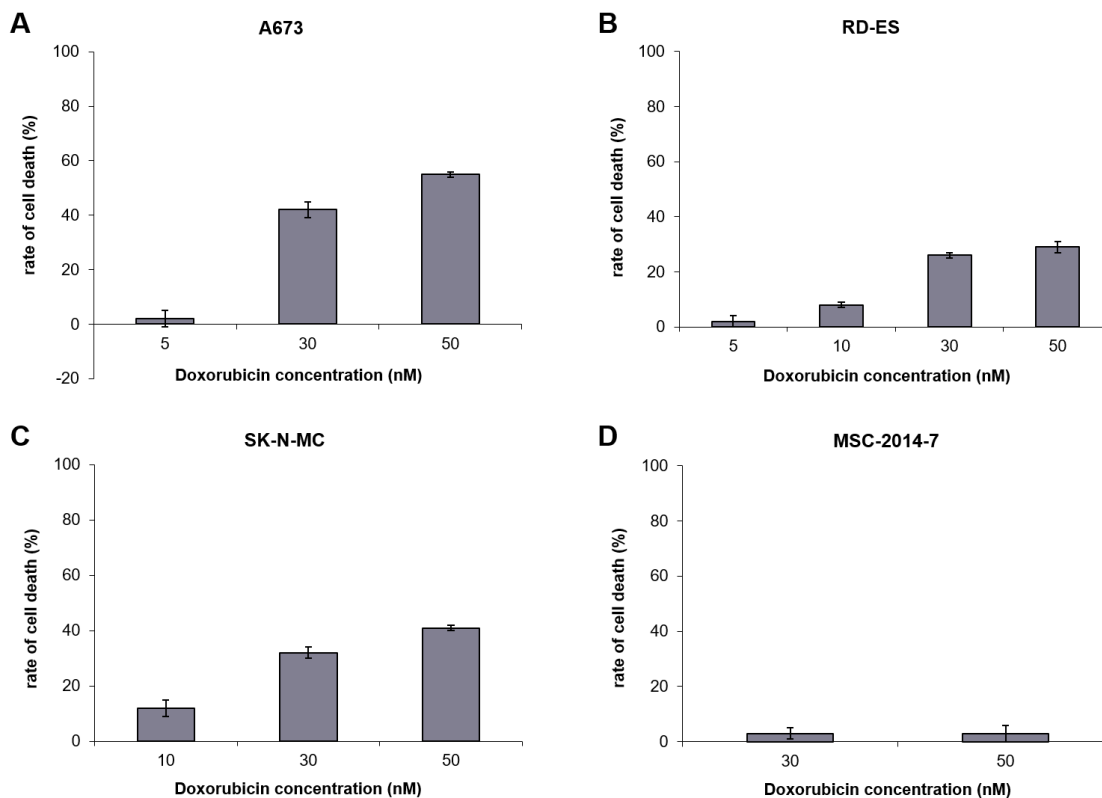 A
A673
100
80
60
40
20
0
-20
rate of cell death (%)
5 30 50
Doxorubicin concentration (nM)
B
RD-ES
100
80
60
40
20
0
rate of cell death (%)
5 10 30 50
Doxorubicin concentration (nM)
C
SK-N-MC
100
80
60
40
20
0
rate of cell death (%)
10 30 50
Doxorubicin concentration (nM)
D
MSC-2014-7
100
80
60
40
20
0
rate of cell death (%)
30 50
Doxorubicin concentration (nM)